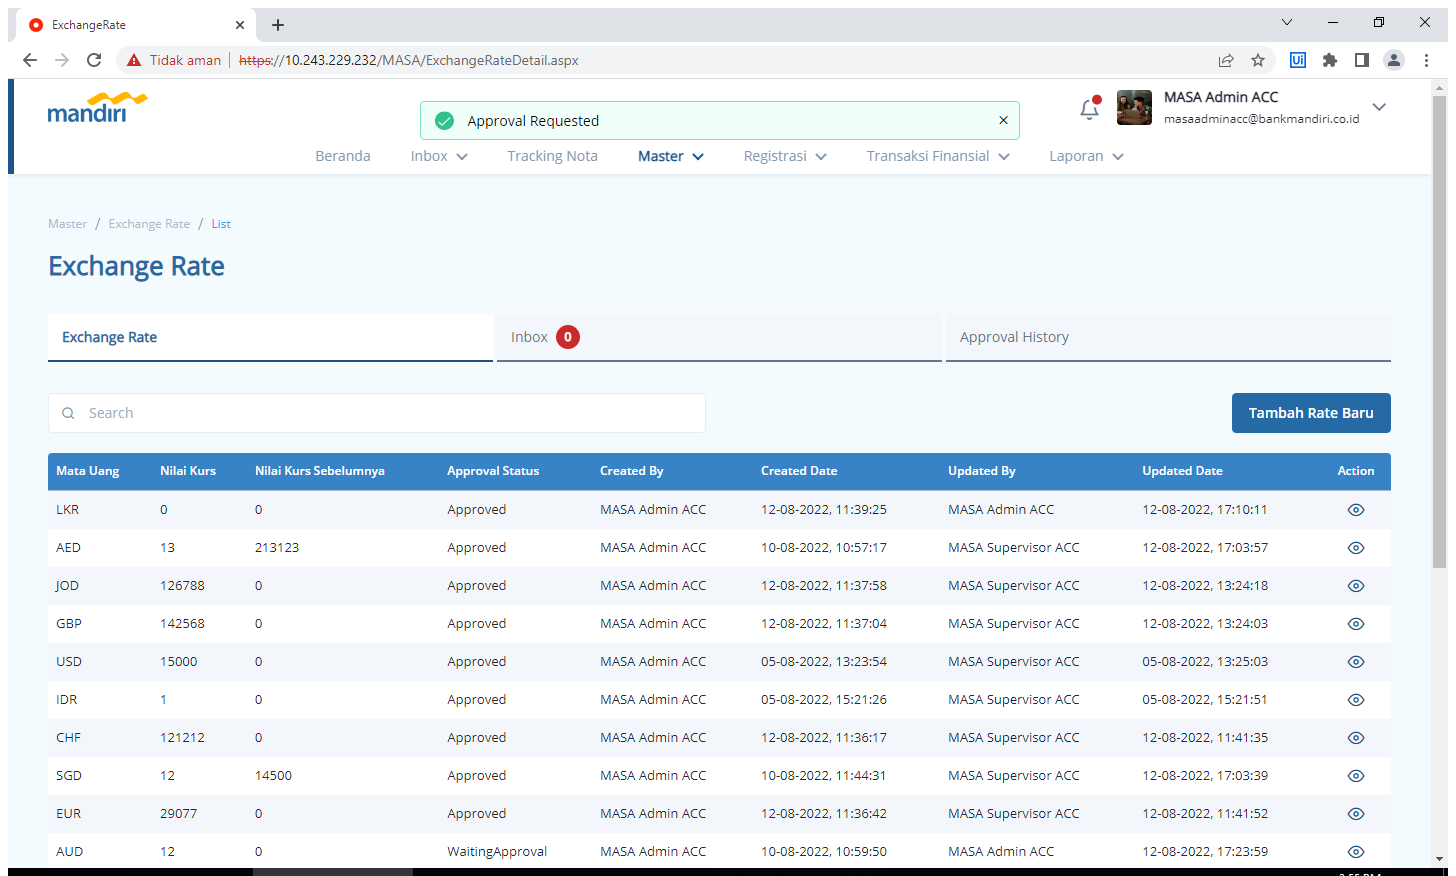 ExchangeRate
Tidak aman https://10.243.229.232/MASA/ExchangeRateDetail.aspx
Ui
mandiri
Approval Requested
MASA Admin ACC
masaadminacc@bankmandiri.co.id
Beranda Inbox Tracking Nota Master Registrasi Transaksi Finansial Laporan
Master / Exchange Rate / List
Exchange Rate
Exchange Rate Inbox 0 Approval History
Search Tambah Rate Baru
Mata Uang Nilai Kurs Nilai Kurs Sebelumnya Approval Status Created By Created Date Updated By Updated Date Action
LKR 0 0 Approved MASA Admin ACC 12-08-2022, 11:39:25 MASA Admin ACC 12-08-2022, 17:10:11
AED 13 213123 Approved MASA Admin ACC 10-08-2022, 10:57:17 MASA Supervisor ACC 12-08-2022, 17:03:57
JOD 126788 0 Approved MASA Admin ACC 12-08-2022, 11:37:58 MASA Supervisor ACC 12-08-2022, 13:24:18
GBP 142568 0 Approved MASA Admin ACC 12-08-2022, 11:37:04 MASA Supervisor ACC 12-08-2022, 13:24:03
USD 15000 0 Approved MASA Admin ACC 05-08-2022, 13:23:54 MASA Supervisor ACC 05-08-2022, 13:25:03
IDR 1 0 Approved MASA Admin ACC 05-08-2022, 15:21:26 MASA Supervisor ACC 05-08-2022, 15:21:51
CHF 121212 0 Approved MASA Admin ACC 12-08-2022, 11:36:17 MASA Supervisor ACC 12-08-2022, 11:41:35
SGD 12 14500 Approved MASA Admin ACC 10-08-2022, 11:44:31 MASA Supervisor ACC 12-08-2022, 17:03:39
EUR 29077 0 Approved MASA Admin ACC 12-08-2022, 11:36:42 MASA Supervisor ACC 12-08-2022, 11:41:52
AUD 12 0 WaitingApproval MASA Admin ACC 10-08-2022, 10:59:50 MASA Admin ACC 12-08-2022, 17:23:59